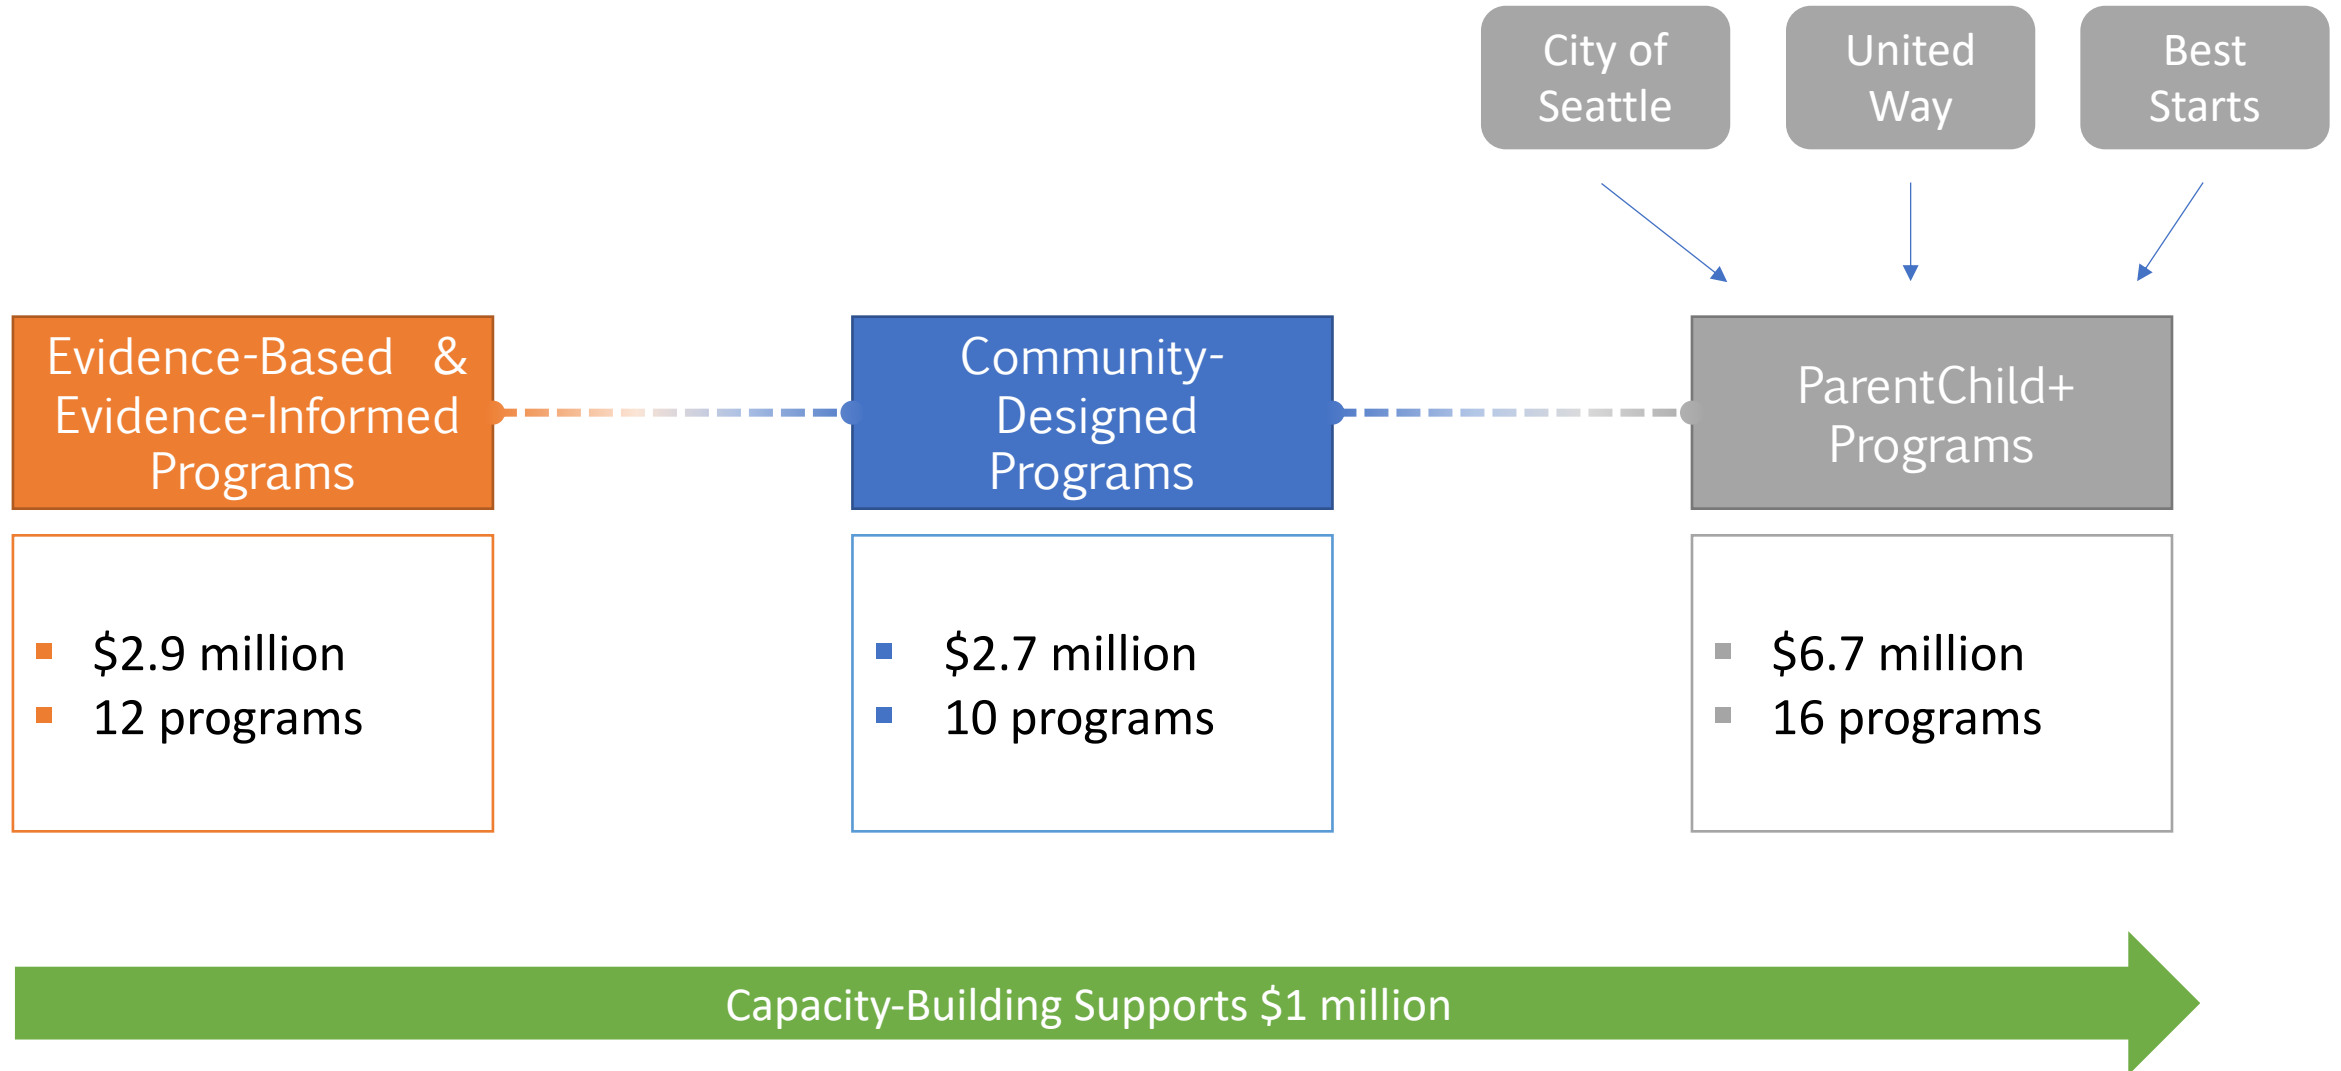 City of
Seattle
United
Way
Best
Starts
Evidence-Based & 
Evidence-Informed
Programs
Community-
Designed
Programs
ParentChild+
Programs
$2.9 million
12 programs
$2.7 million
10 programs
$6.7 million
16 programs
Capacity-Building Supports $1 million